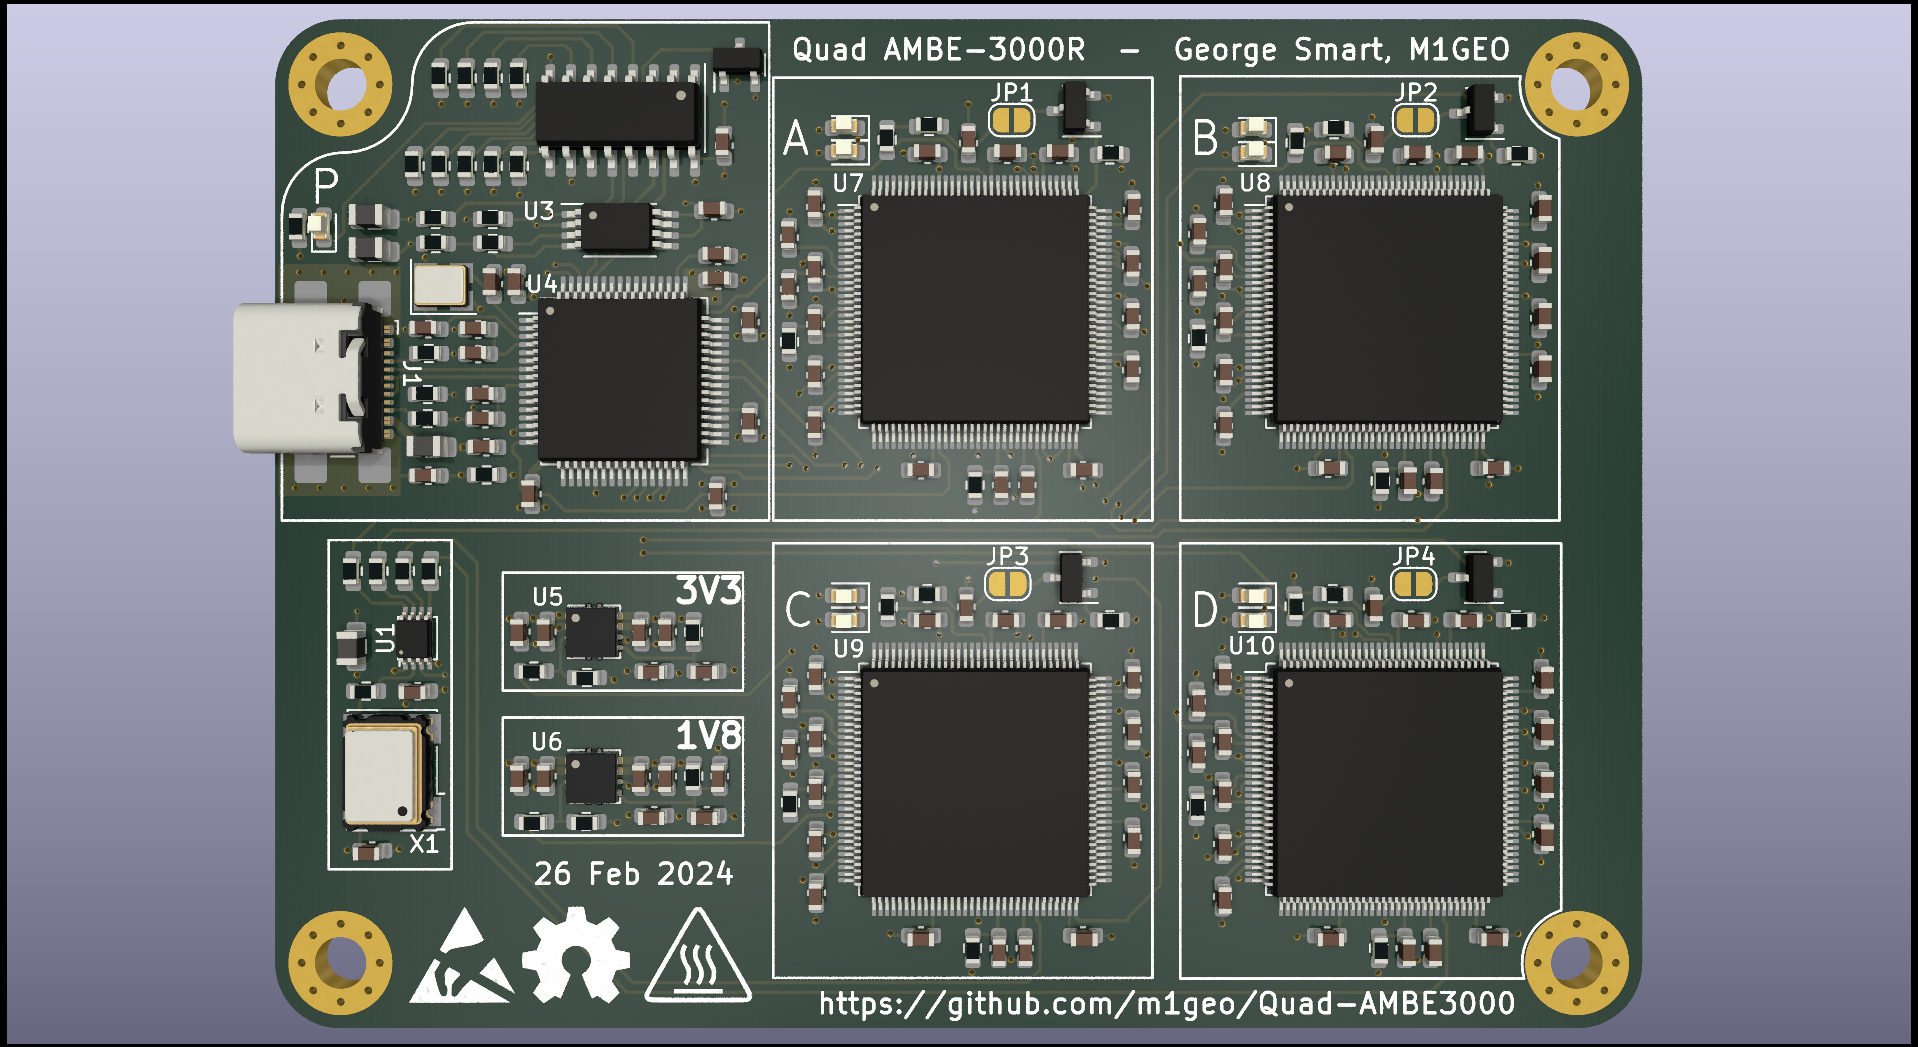 Quad AMBE-3000R - George Smart, M1GEO
P
U3
U4
J1
A
JP1
U7
B
JP2
U8
U1
X1
U5
3V3
U6
1V8
C
JP3
U9
D
JP4
U10
26 Feb 2024
https://github.com/m1geo/Quad-AMBE3000